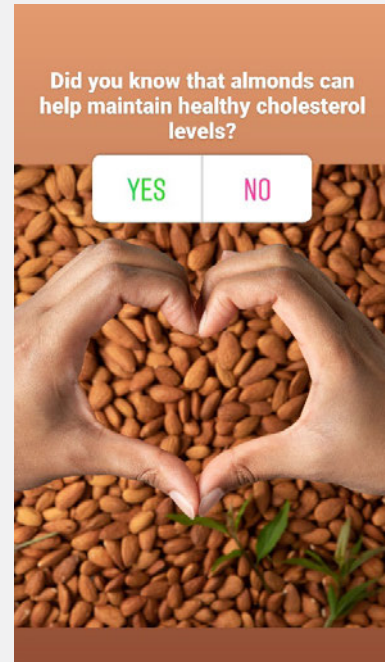 Did you know that almonds can
help maintain healthy cholesterol
levels?
YES NO